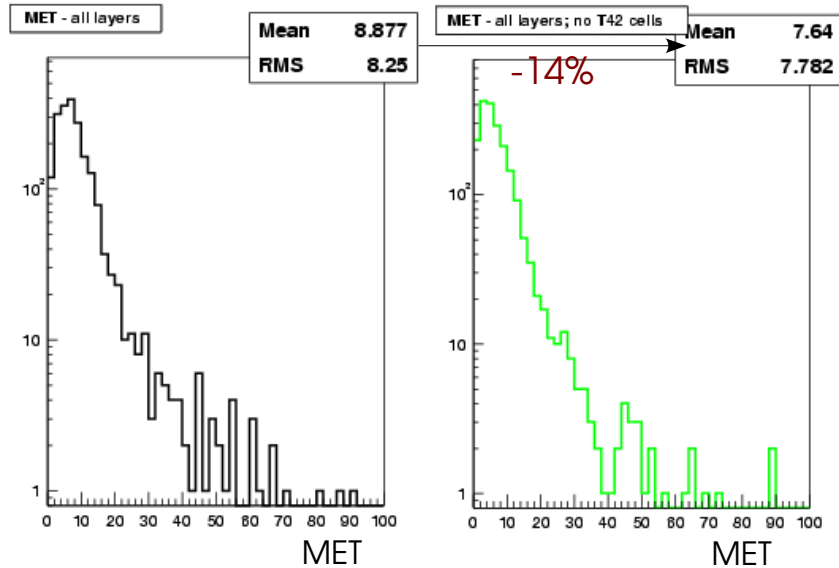 MET - all layers
Mean 8.877
RMS 8.25
MET - all layers; no T42 cells
Mean 7.64
RMS 7.782
-14%
10²
10
1
0 10 20 30 40 50 60 70 80 90 100
MET
10²
10
1
0 10 20 30 40 50 60 70 80 90 100
MET